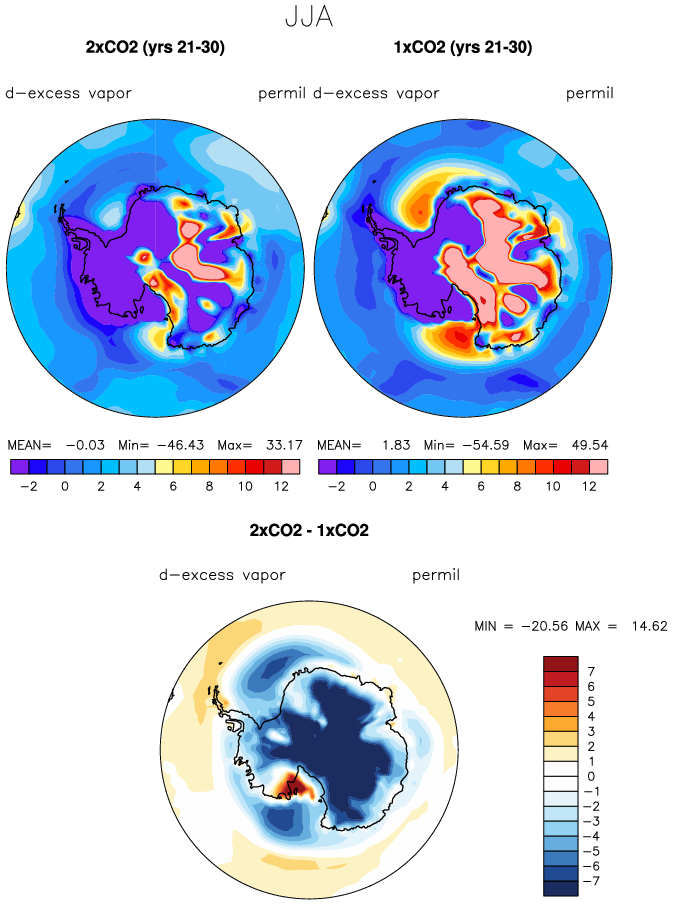 JJA
2xCO2 (yrs 21-30) 1xCO2 (yrs 21-30)
d-excess vapor permil d-excess vapor permil
MEAN= -0.03 Min= -46.43 Max= 33.17 MEAN= 1.83 Min= -54.59 Max= 49.54
-2 0 2 4 6 8 10 12 -2 0 2 4 6 8 10 12
2xCO2 - 1xCO2
d-excess vapor permil
MIN = -20.56 MAX = 14.62
7
6
5
4
3
2
1
0
-1
-2
-3
-4
-5
-6
-7